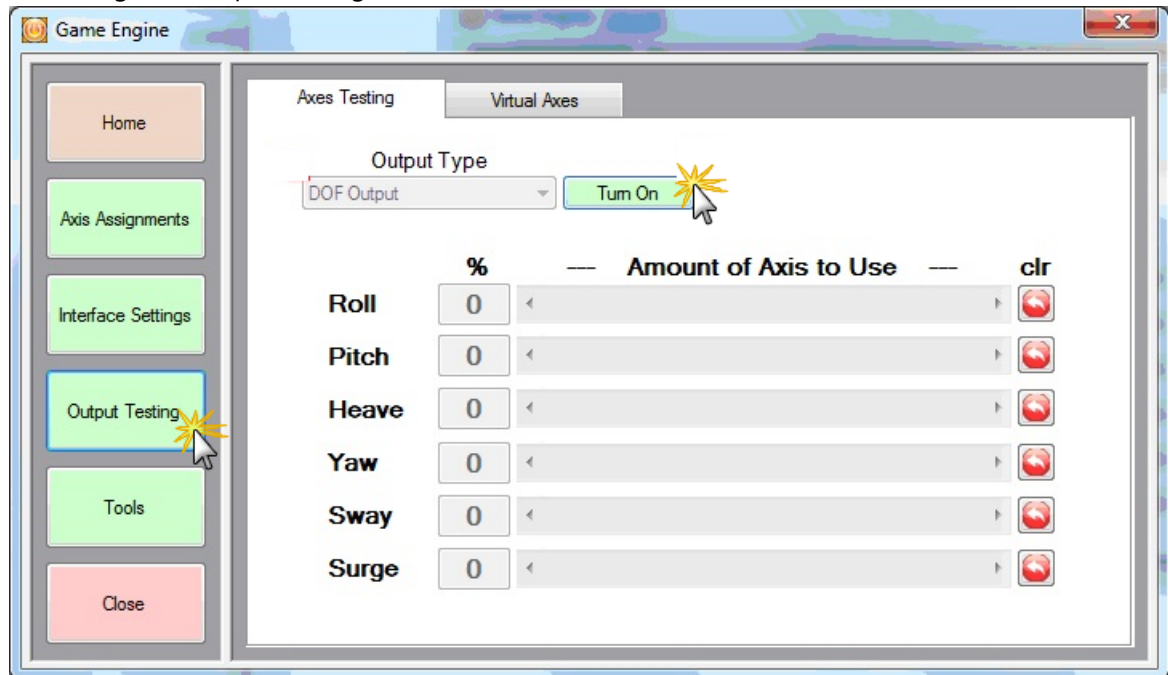 Game Engine
Home
Axis Assignments
Interface Settings
Output Testing
Tools
Close
Axes Testing Virtual Axes
Output Type
DOF Output Turn On
% --- Amount of Axis to Use --- clr
Roll 0
Pitch 0
Heave 0
Yaw 0
Sway 0
Surge 0